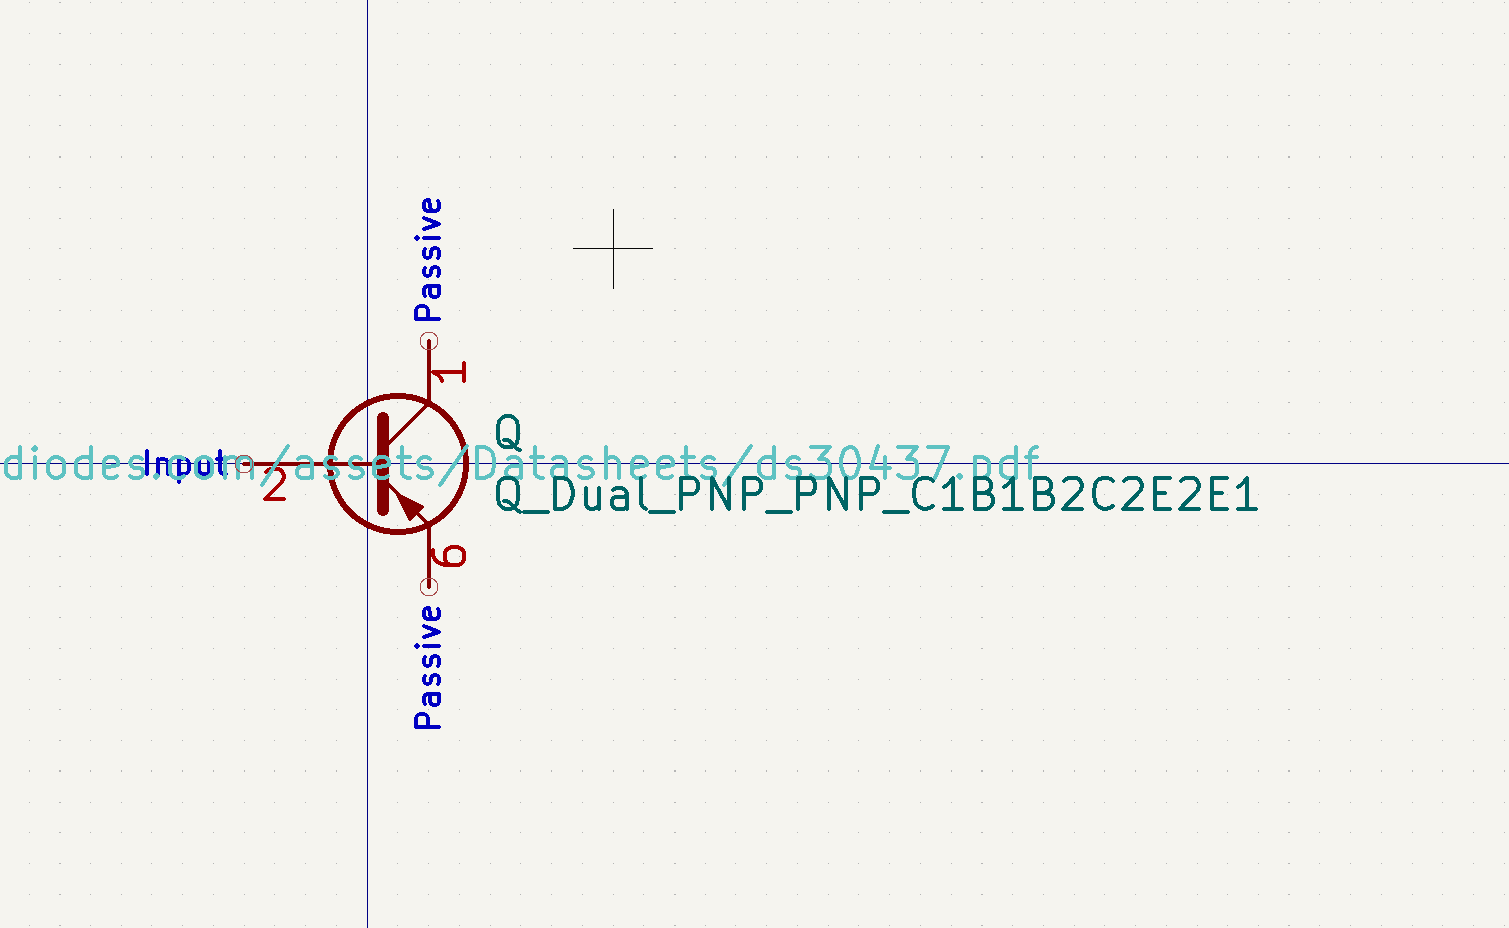 Passive
1
Q
Input
diodes.com/assets/Datasheets/ds30437.pdf
2
Q_Dual_PNP_PNP_C1B1B2C2E2E1
6
Passive